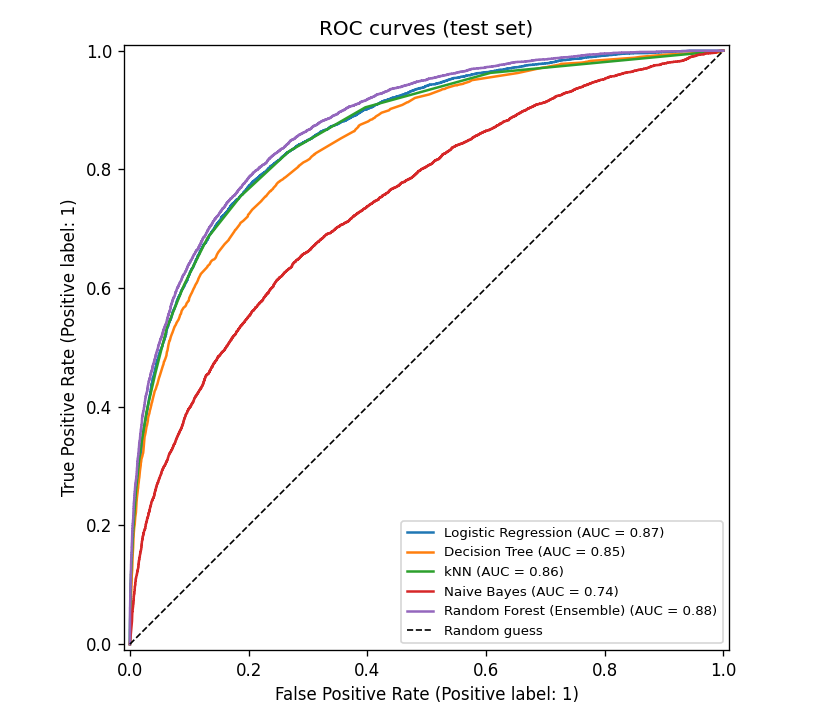 ROC curves (test set)
True Positive Rate (Positive label: 1)
1.0
0.8
0.6
0.4
0.2
0.0
0.0 0.2 0.4 0.6 0.8 1.0
False Positive Rate (Positive label: 1)
Logistic Regression (AUC = 0.87)
Decision Tree (AUC = 0.85)
kNN (AUC = 0.86)
Naive Bayes (AUC = 0.74)
Random Forest (Ensemble) (AUC = 0.88)
Random guess